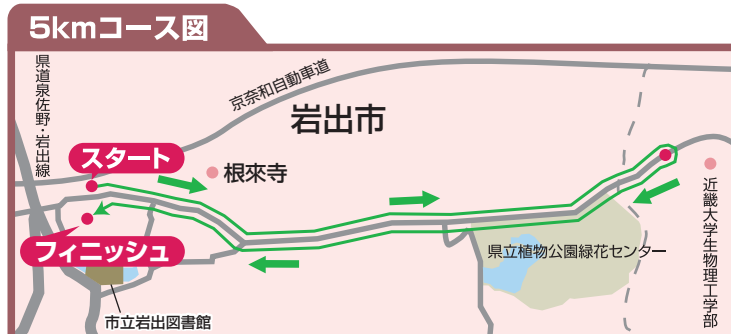 5kmコース図
県道泉佐野・岩出線
京奈和自動車道
岩出市
スタート
根來寺
フィニッシュ
県立植物公園緑花センター
近畿大学生物理工学部
市立岩出図書館